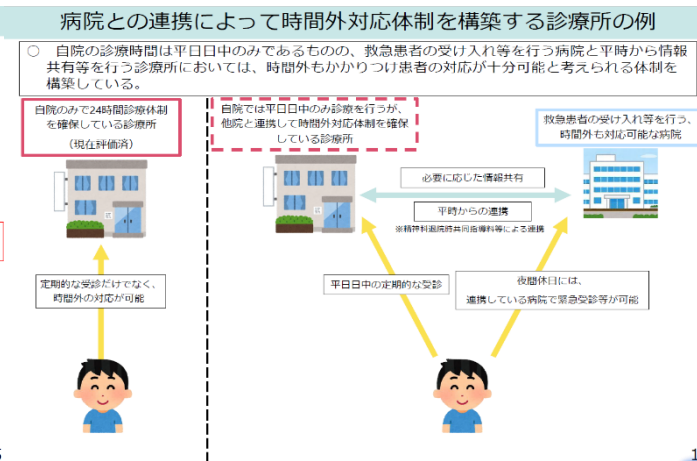 病院との連携によって時間外対応体制を構築する診療所の例
○　自院の診療時間は平日日中のみであるものの、救急患者の受け入れ等を行う病院と平時から情報
共有等を行う診療所においては、時間外もかかりつけ患者の対応が十分可能と考えられる体制を
構築している。
自院のみで24時間診療体制
を確保している診療所
（現在評価済）
定期的な受診だけでなく、
時間外の対応が可能
自院では平日日中のみ診療を行うが、
他院と連携して時間外対応体制を確保
している診療所
救急患者の受け入れ等を行う、
時間外も対応可能な病院
必要に応じた情報共有
平時からの連携
※精神科退院時共同指導料等による連携
平日日中の定期的な受診
夜間休日には、
連携している病院で緊急受診等が可能